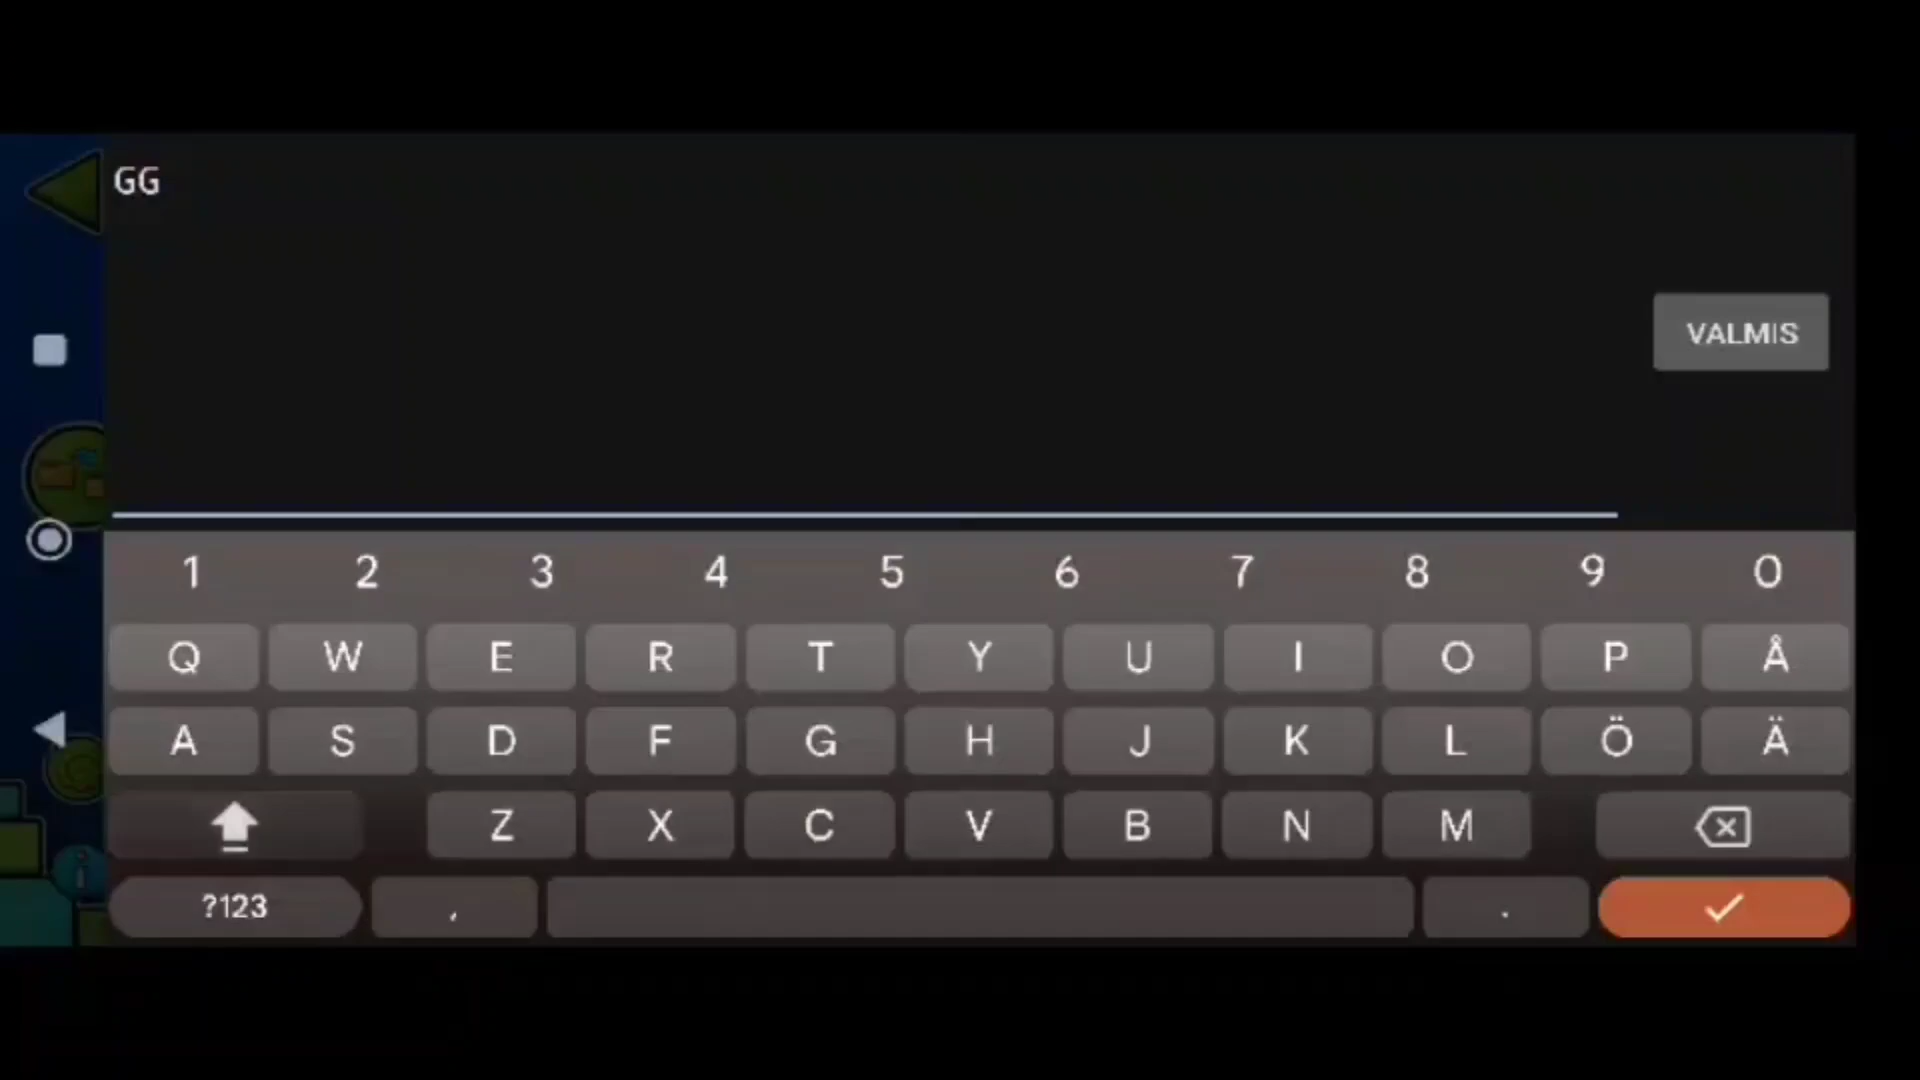 GG
VALMIS
1 2 3 4 5 6 7 8 9 0
Q W E R T Y U I O P Å
A S D F G H J K L Ö Ä
Z X C V B N M
?123 , .